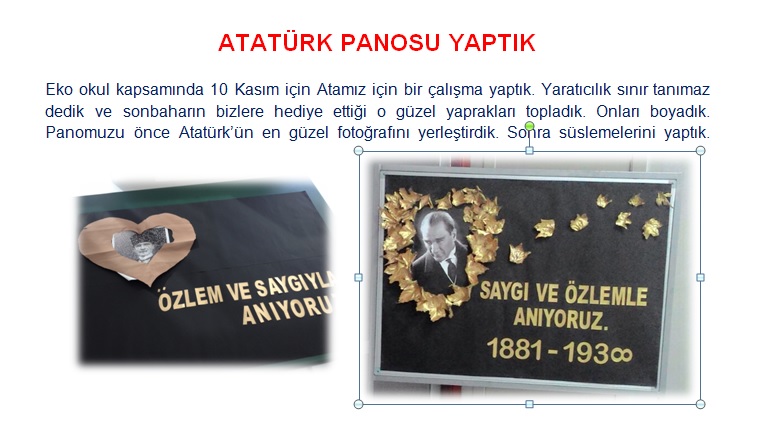 ATATÜRK PANOSU YAPTIK
Eko okul kapsamında 10 Kasım için Atamız için bir çalışma yaptık. Yaratıcılık sınır tanımaz
dedik ve sonbaharın bizlere hediye ettiği o güzel yaprakları topladık. Onları boyadık.
Panomuzu önce Atatürk'ün en güzel fotoğrafını yerleştirdik. Sonra süslemelerini yaptık.
ÖZLEM VE SAYGIYLA
ANIYORU
SAYGI VE ÖZLEMLE
ANIYORUZ.
1881-1938